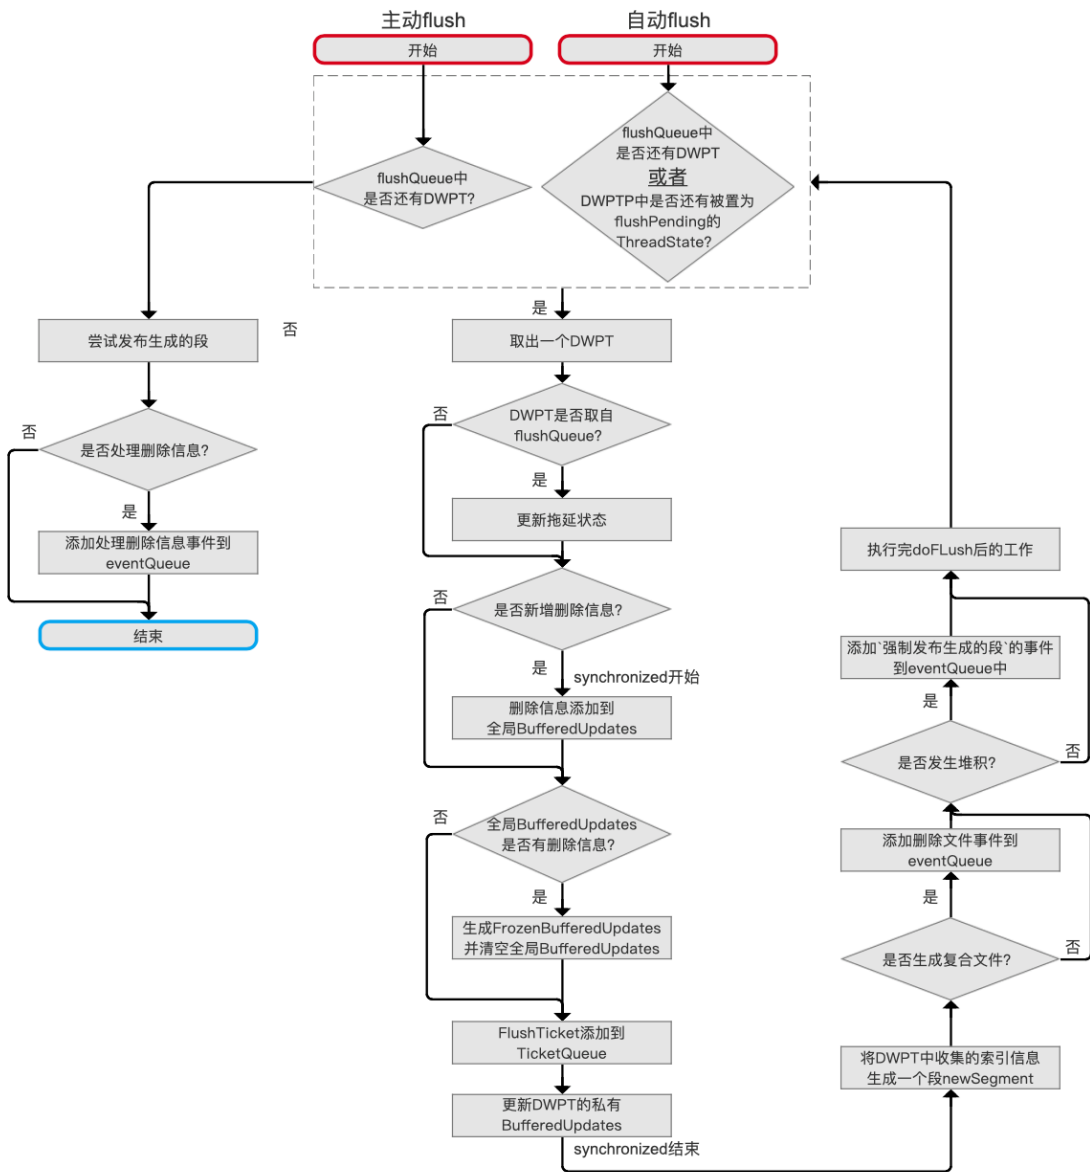 主动flush
自动flush
开始
开始
flushQueue中
是否还有DWPT?
flushQueue中
是否还有DWPT
或者
DWPTP中是否还有被置为
flushPending的
ThreadState?
否
是
尝试发布生成的段
是否处理删除信息?
否
是
添加处理删除信息事件到
eventQueue
结束
取出一个DWPT
DWPT是否取自
flushQueue?
否
是
更新拖延状态
是否新增删除信息?
否
是
synchronized开始
删除信息添加到
全局BufferedUpdates
全局BufferedUpdates
是否有删除信息?
否
是
生成FrozenBufferedUpdates
并清空全局BufferedUpdates
FlushTicket添加到
TicketQueue
更新DWPT的私有
BufferedUpdates
synchronized结束
将DWPT中收集的索引信息
生成一个段newSegment
是否生成复合文件?
否
是
添加删除文件事件到
eventQueue
是否发生堆积?
否
是
添加`强制发布生成的段`的事件
到eventQueue中
执行完doFLush后的工作